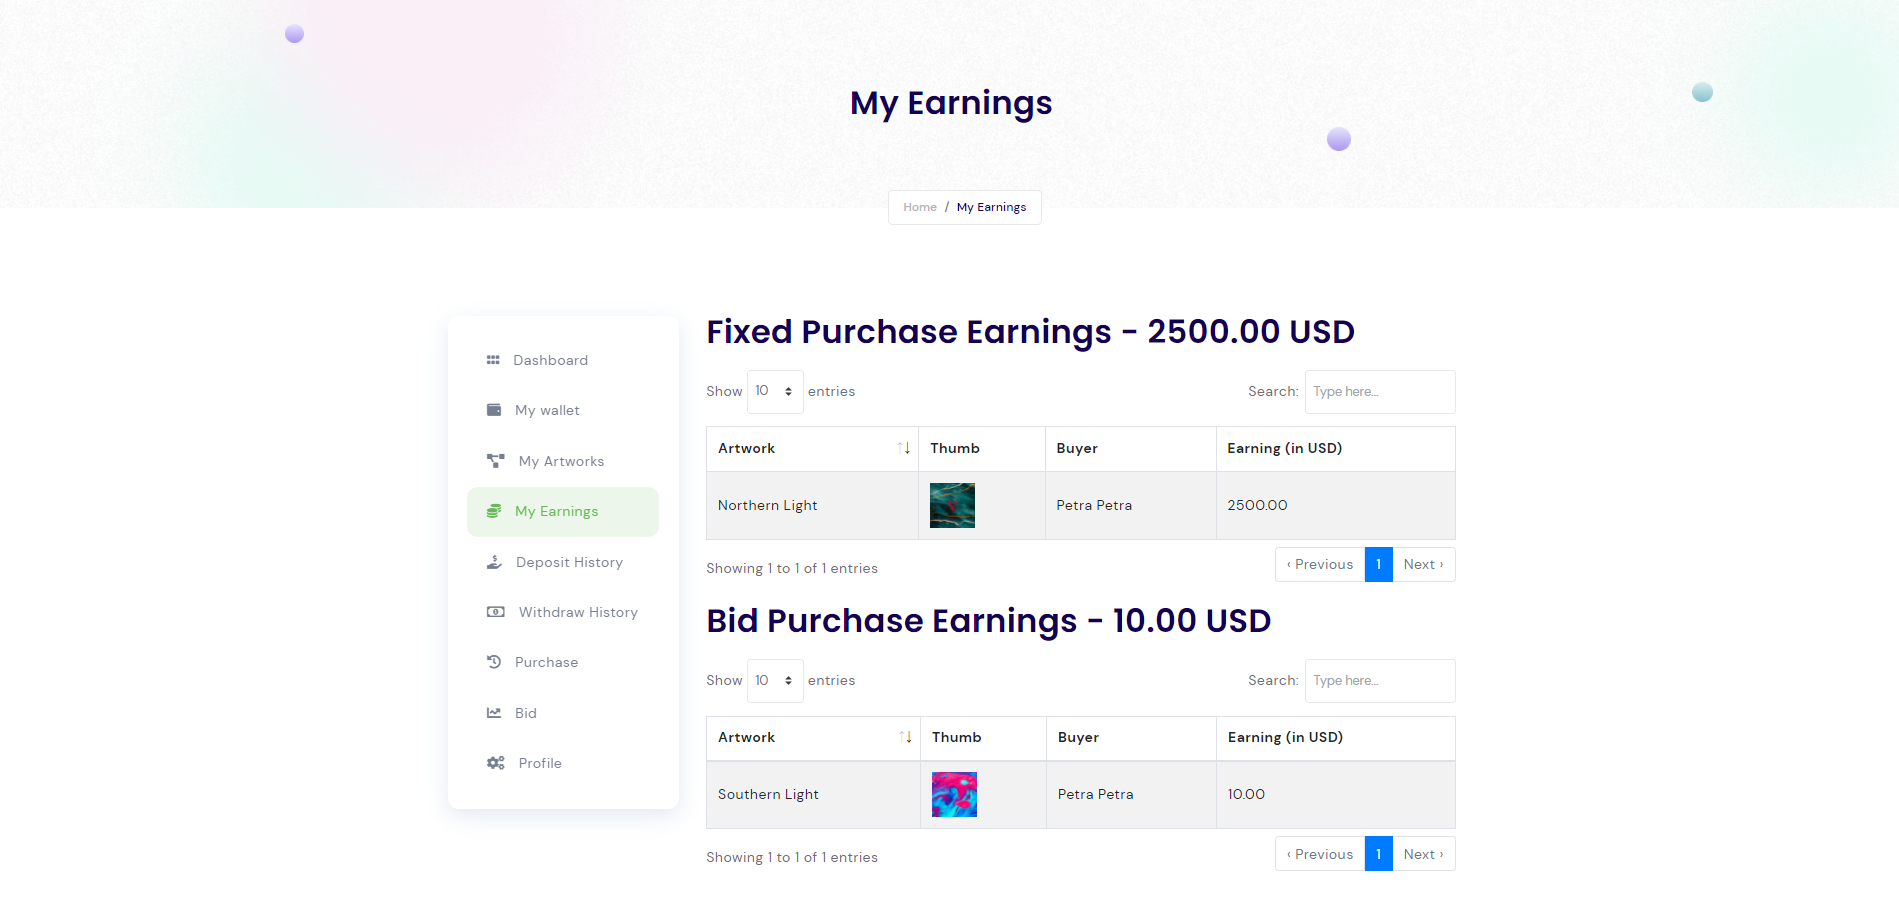 My Earnings
Home / My Earnings
Dashboard
My wallet
My Artworks
My Earnings
Deposit History
Withdraw History
Purchase
Bid
Profile
Fixed Purchase Earnings - 2500.00 USD
Show 10 entries Search: Type here...
Artwork Thumb Buyer Earning (in USD)
Northern Light Petra Petra 2500.00
Showing 1 to 1 of 1 entries ‹ Previous 1 Next ›
Bid Purchase Earnings - 10.00 USD
Show 10 entries Search: Type here...
Artwork Thumb Buyer Earning (in USD)
Southern Light Petra Petra 10.00
Showing 1 to 1 of 1 entries ‹ Previous 1 Next ›